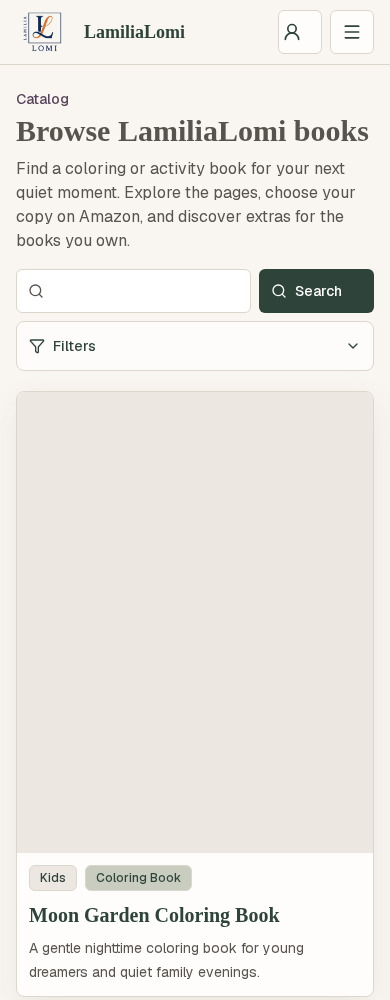 LAMILIA
L
LOMI
LamiliaLomi
Catalog
Browse LamiliaLomi books
Find a coloring or activity book for your next
quiet moment. Explore the pages, choose your
copy on Amazon, and discover extras for the
books you own.
Search
Filters
Kids
Coloring Book
Moon Garden Coloring Book
A gentle nighttime coloring book for young
dreamers and quiet family evenings.